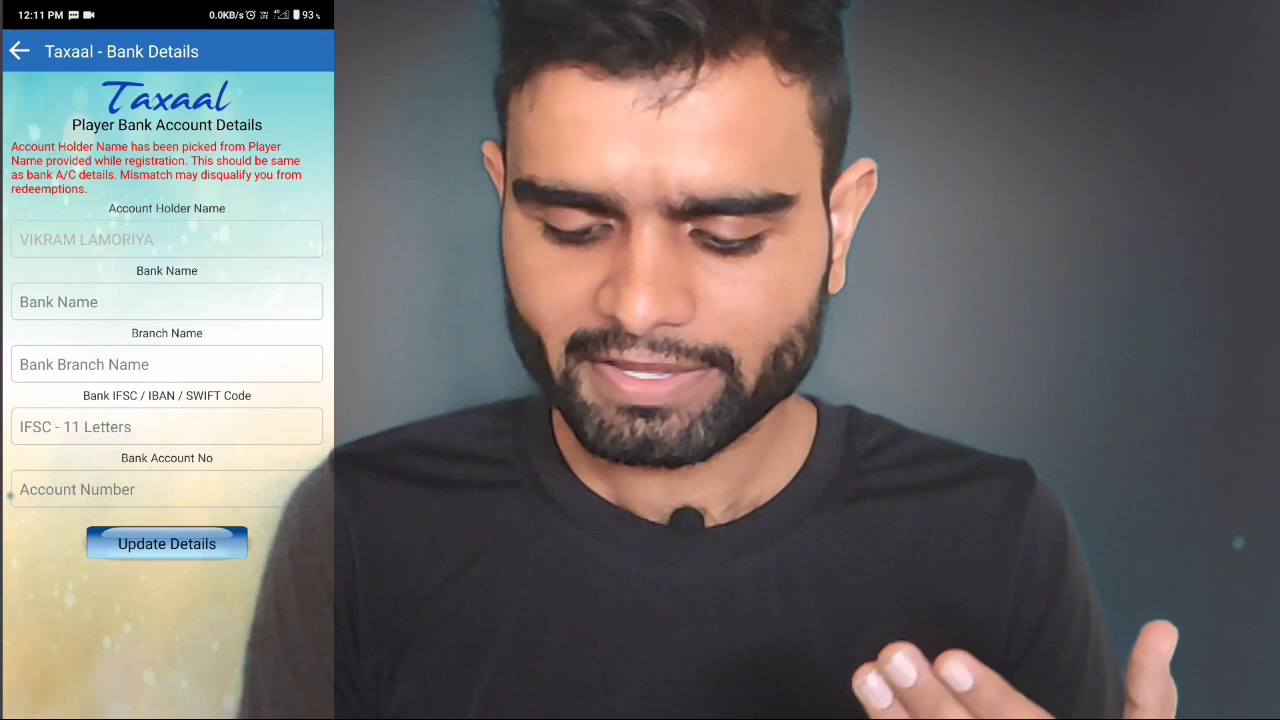 12:11 PM 0.0KB/s 93%
Taxaal - Bank Details
Taxaal
Player Bank Account Details
Account Holder Name has been picked from Player
Name provided while registration. This should be same
as bank A/C details. Mismatch may disqualify you from
redeemptions.
Account Holder Name
VIKRAM LAMORIYA
Bank Name
Bank Name
Branch Name
Bank Branch Name
Bank IFSC / IBAN / SWIFT Code
IFSC - 11 Letters
Bank Account No
Account Number
Update Details